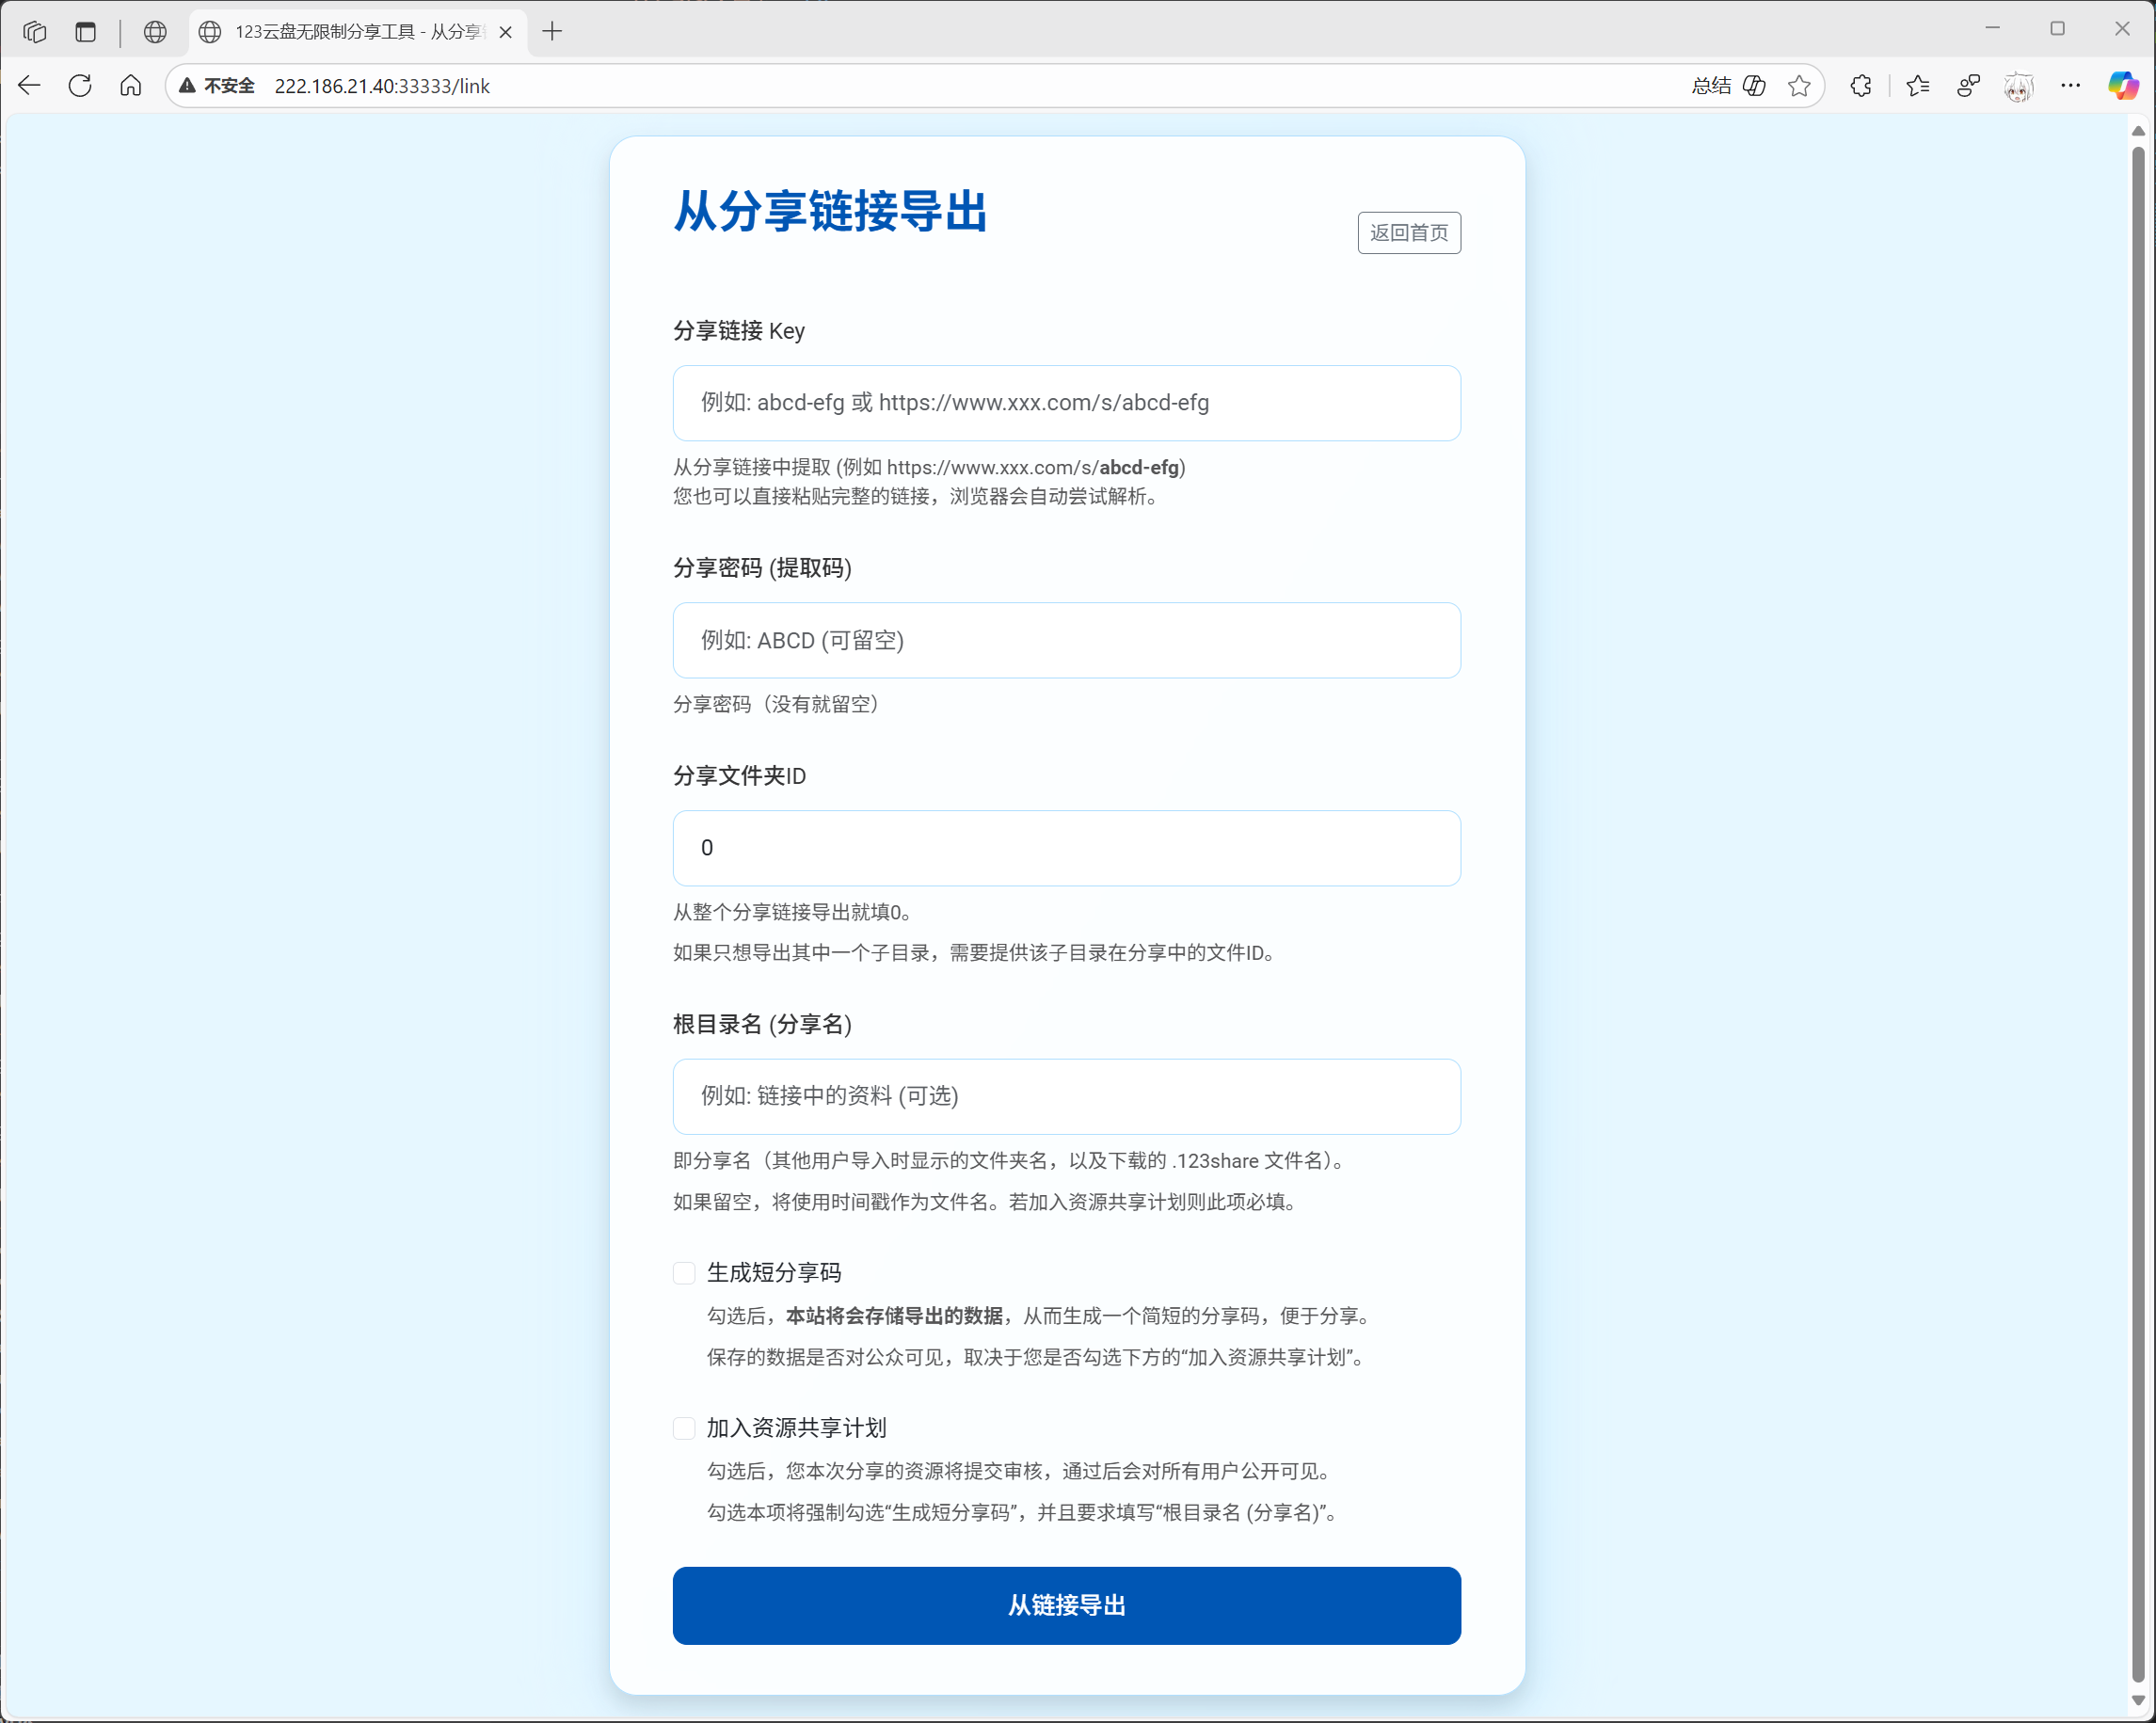 123云盘无限制分享工具 - 从分享
不安全 222.186.21.40:33333/link 总结
从分享链接导出
返回首页
分享链接 Key
例如: abcd-efg 或 https://www.xxx.com/s/abcd-efg
从分享链接中提取 (例如 https://www.xxx.com/s/abcd-efg)
您也可以直接粘贴完整的链接，浏览器会自动尝试解析。
分享密码 (提取码)
例如: ABCD (可留空)
分享密码（没有就留空）
分享文件夹ID
0
从整个分享链接导出就填0。
如果只想导出其中一个子目录，需要提供该子目录在分享中的文件ID。
根目录名 (分享名)
例如: 链接中的资料 (可选)
即分享名（其他用户导入时显示的文件夹名，以及下载的 .123share 文件名）。
如果留空，将使用时间戳作为文件名。若加入资源共享计划则此项必填。
生成短分享码
勾选后，本站将会存储导出的数据，从而生成一个简短的分享码，便于分享。
保存的数据是否对公众可见，取决于您是否勾选下方的“加入资源共享计划”。
加入资源共享计划
勾选后，您本次分享的资源将提交审核，通过后会对所有用户公开可见。
勾选本项将强制勾选“生成短分享码”，并且要求填写“根目录名 (分享名)”。
从链接导出